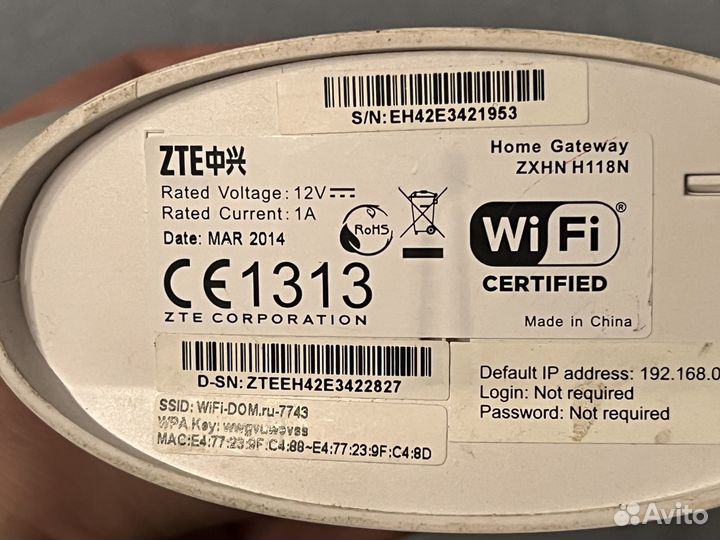 S/N: EH42E3421953
ZTE中兴
Home Gateway
ZXHN H118N
Rated Voltage: 12V
Rated Current: 1A
Date: MAR 2014
RoHS
WiFi®
CERTIFIED
CE1313
ZTE CORPORATION
Made in China
D-SN: ZTEEH42E3422827
Default IP address: 192.168.0
Login: Not required
Password: Not required
SSID: WiFi-DOM.ru-7743
WPA Key:
MAC:E4:77:23:9F:C4:88~E4:77:23:9F:C4:8D
Avito